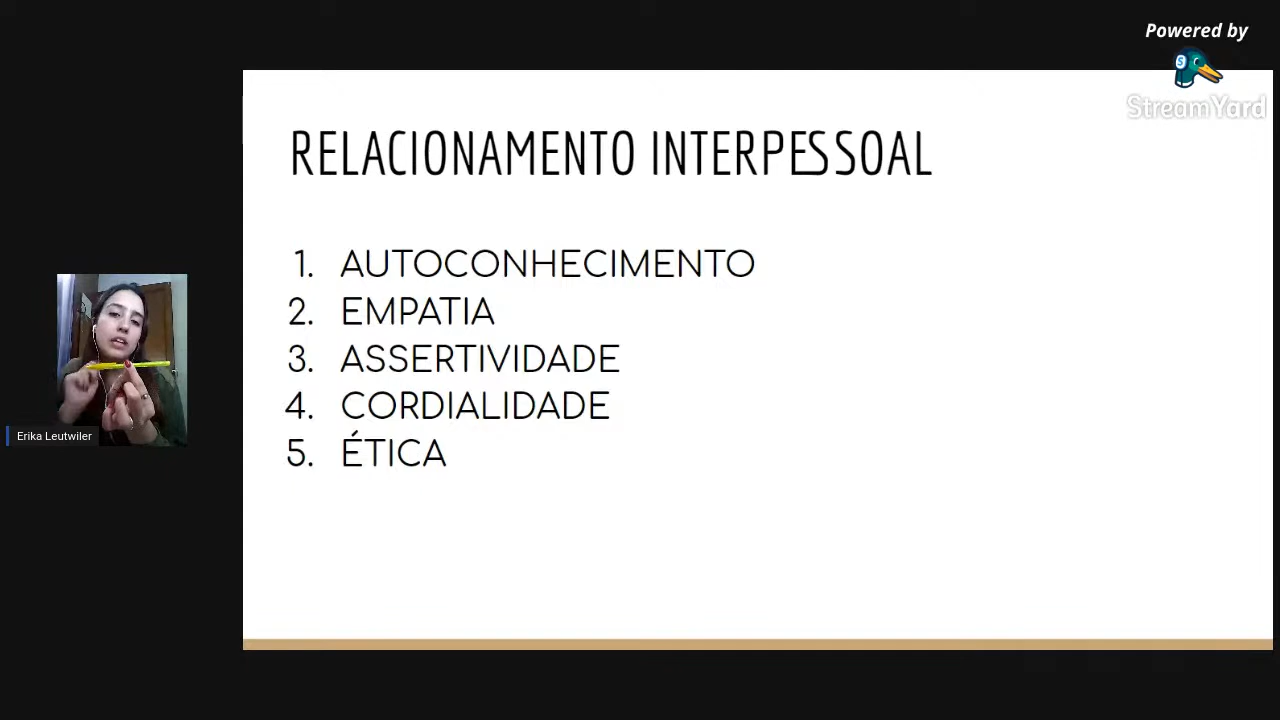 Powered by
StreamYard
RELACIONAMENTO INTERPESSOAL
1. AUTOCONHECIMENTO
2. EMPATIA
3. ASSERTIVIDADE
4. CORDIALIDADE
5. ÉTICA
Erika Leutwiler